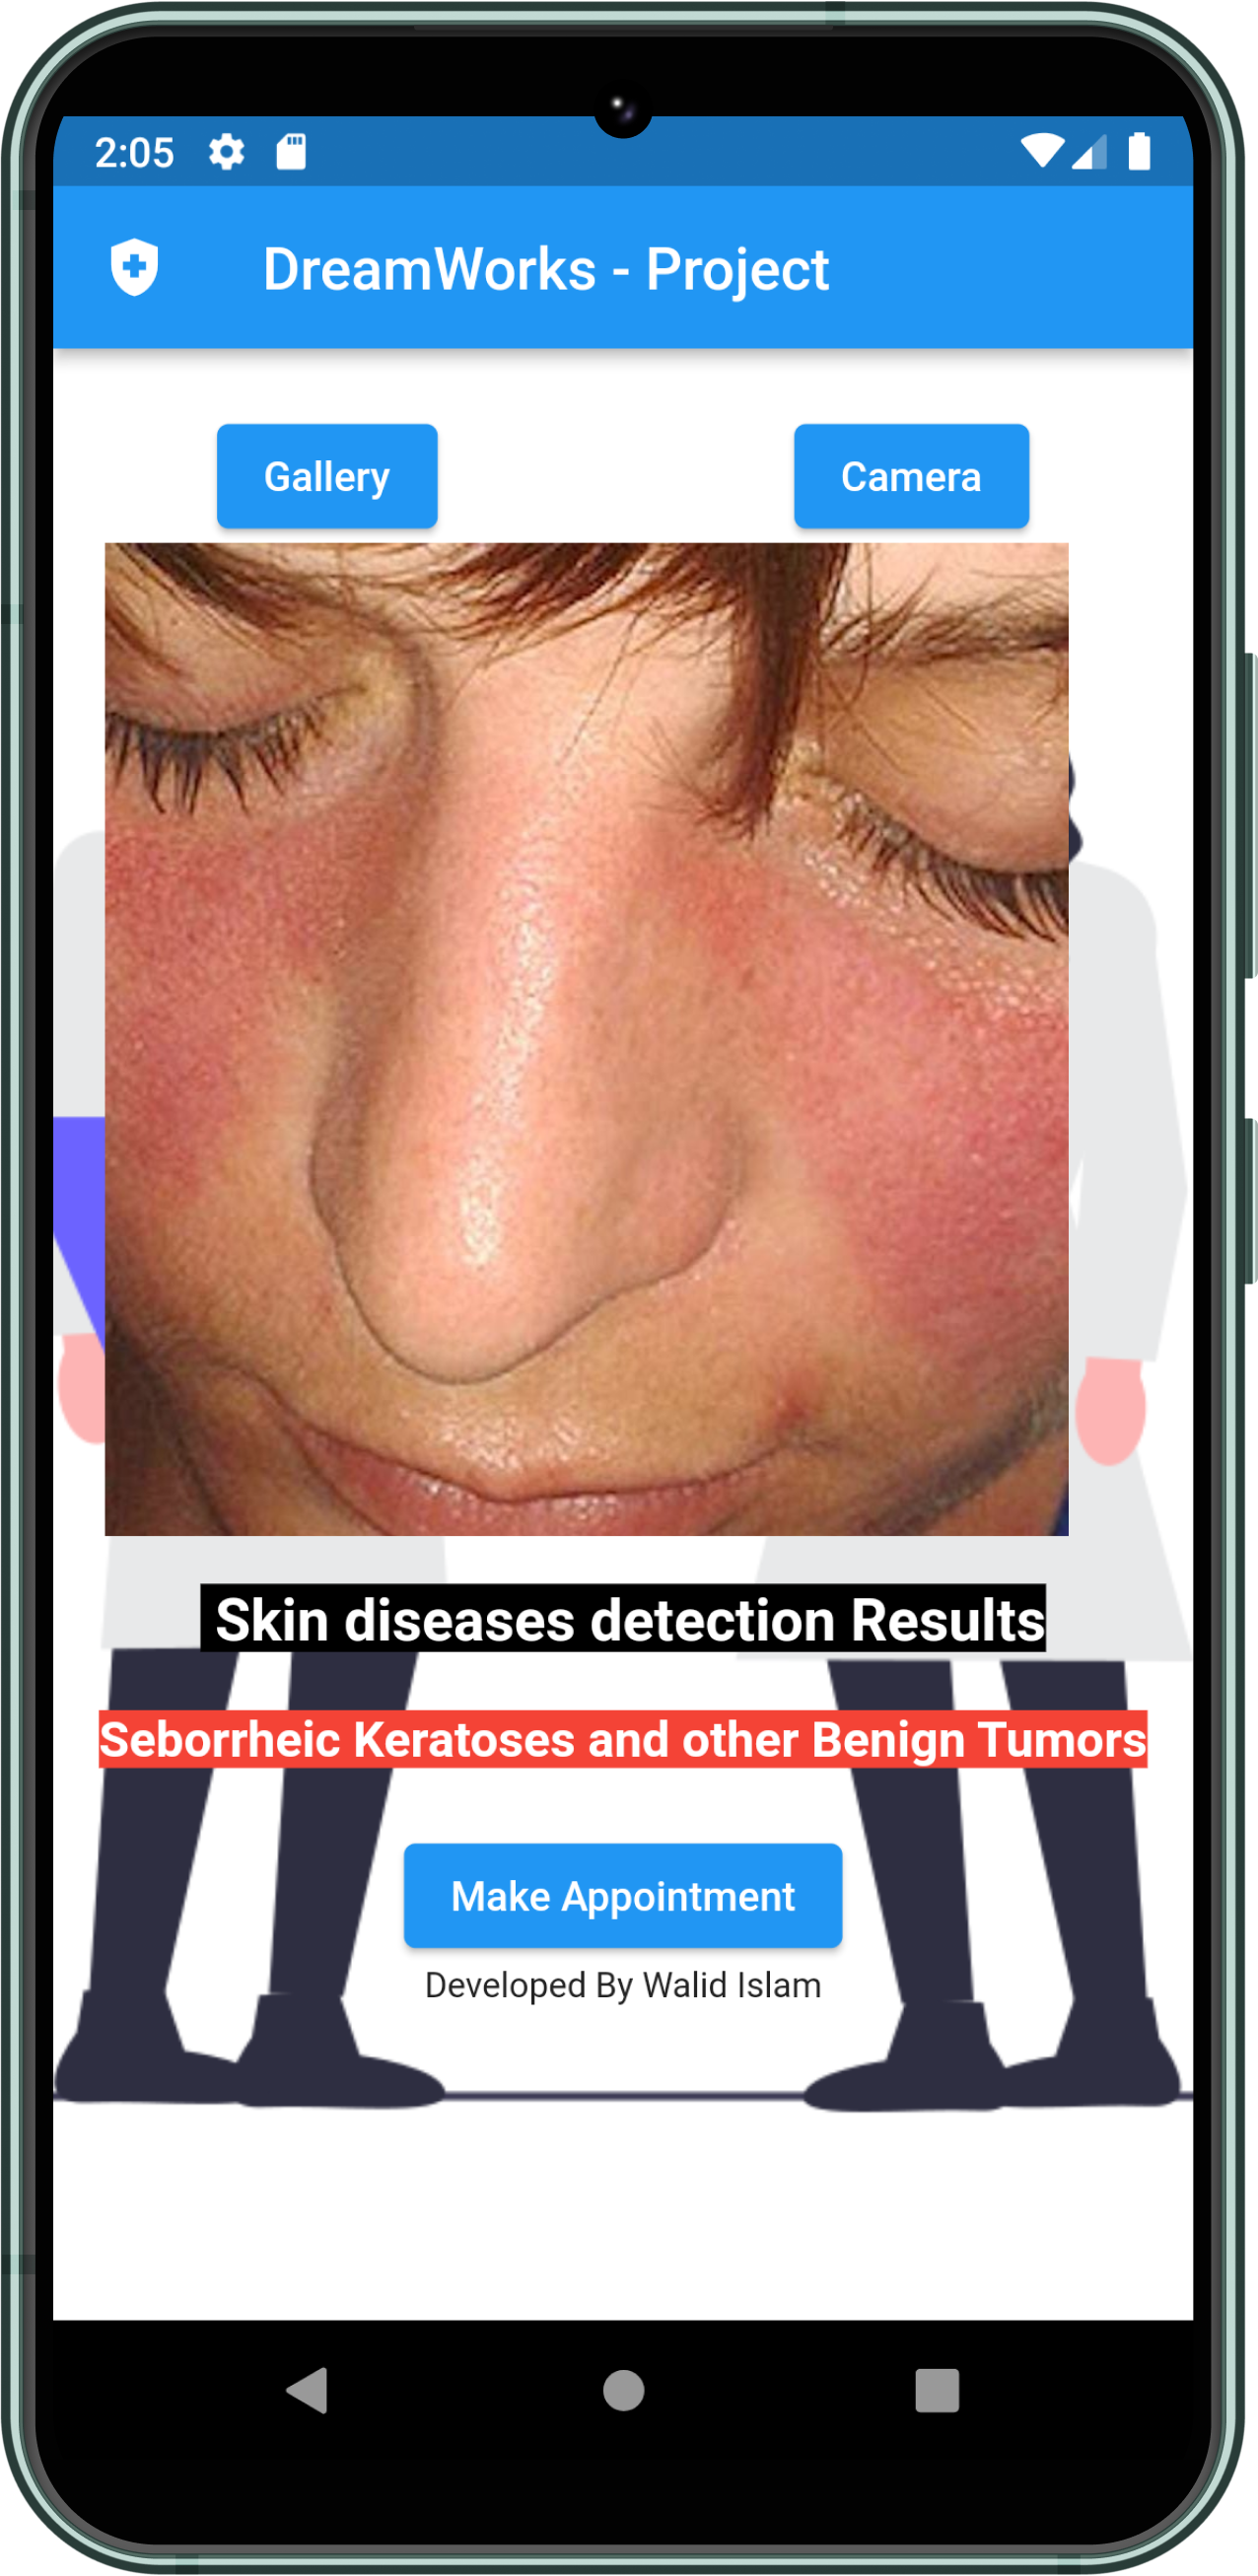 2:05
DreamWorks - Project
Gallery
Camera
Skin diseases detection Results
Seborrheic Keratoses and other Benign Tumors
Make Appointment
Developed By Walid Islam